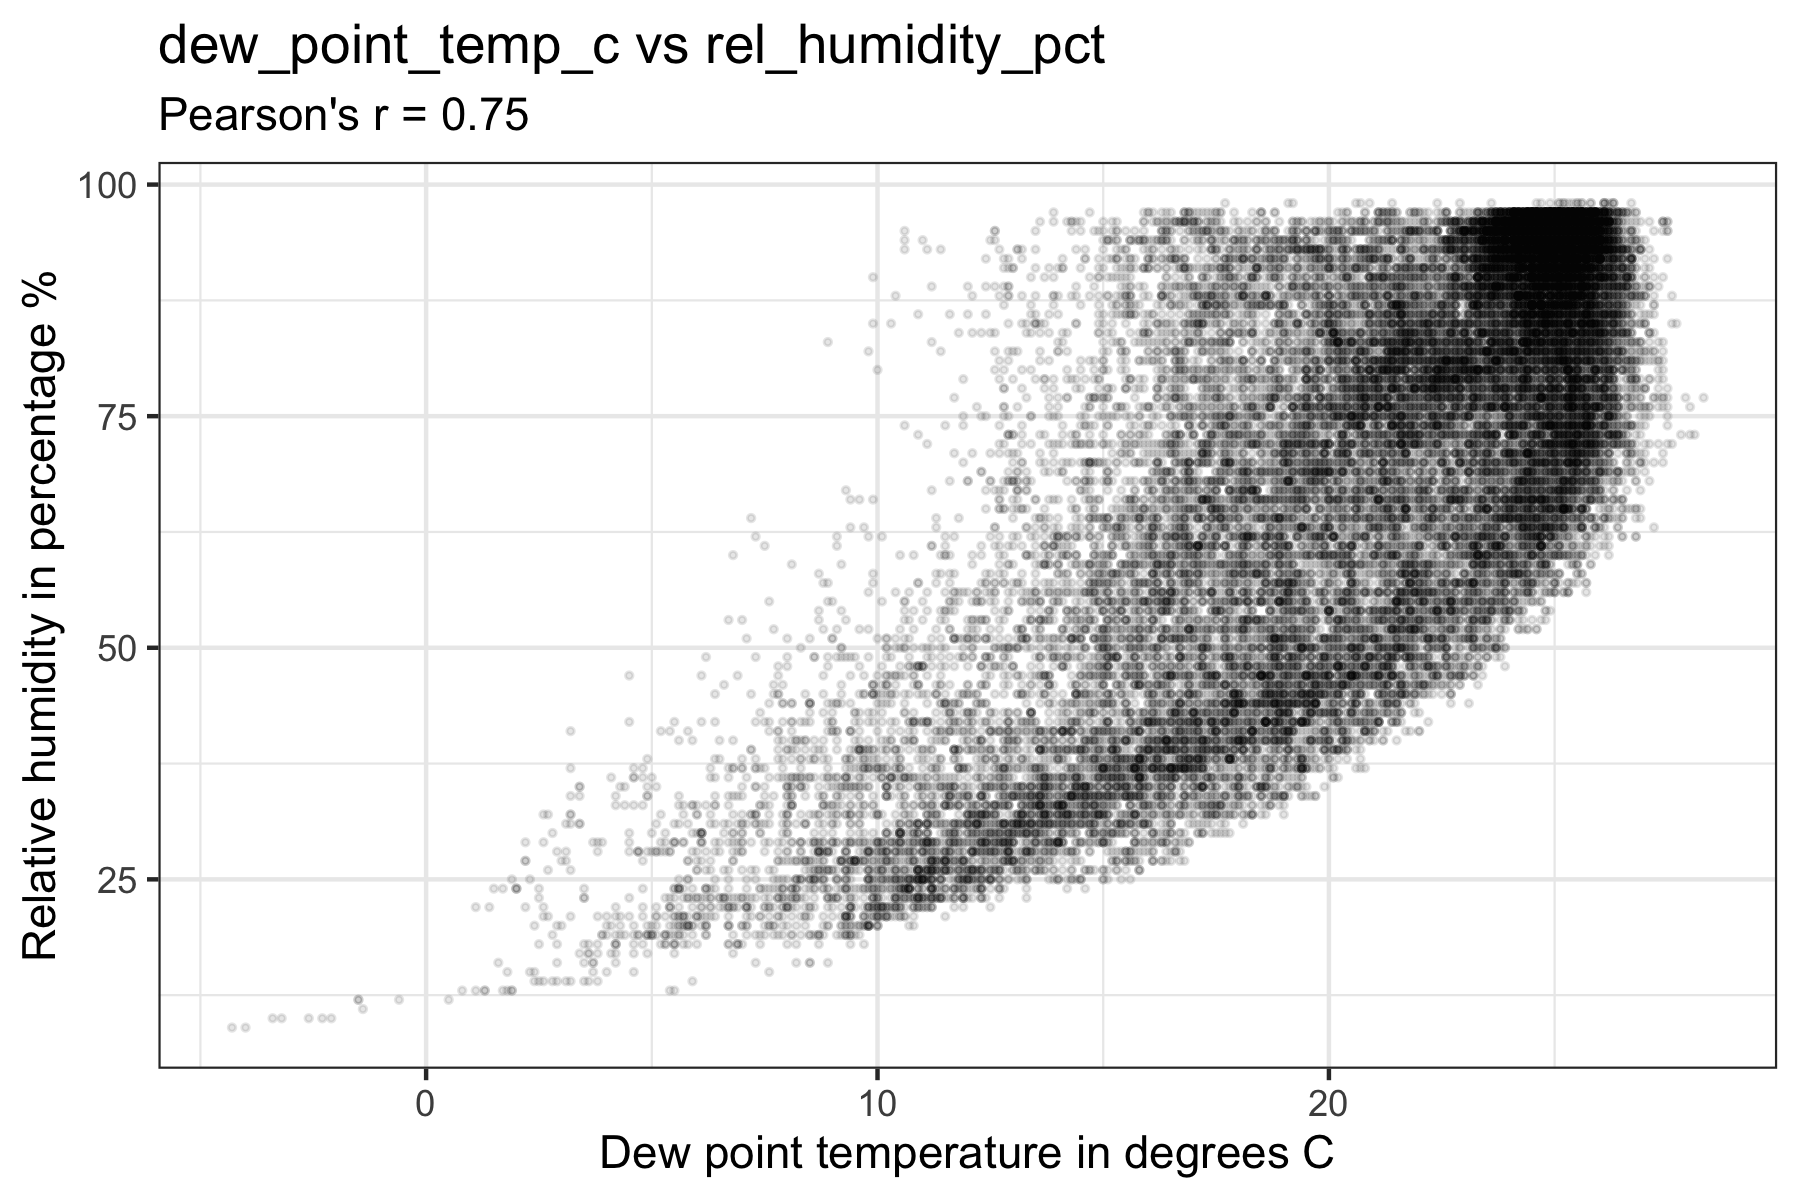 dew_point_temp_c vs rel_humidity_pct
Pearson's r = 0.75
100
75
50
25
Relative humidity in percentage %
0
10
20
Dew point temperature in degrees C